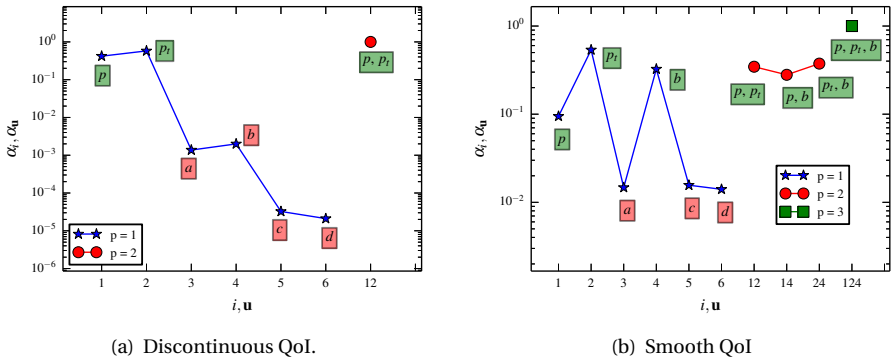 10^0
10^-1
10^-2
10^-3
10^-4
10^-5
10^-6
α_i, α_u
p
p_t
a
b
c
d
p, p_t
p = 1
p = 2
1 2 3 4 5 6 12
i, u
(a) Discontinuous QoI.
10^0
10^-1
10^-2
α_i, α_u
p
p_t
a
b
c
d
p, p_t
p, b
p_t, b
p, p_t, b
p = 1
p = 2
p = 3
1 2 3 4 5 6 12 14 24 124
i, u
(b) Smooth QoI